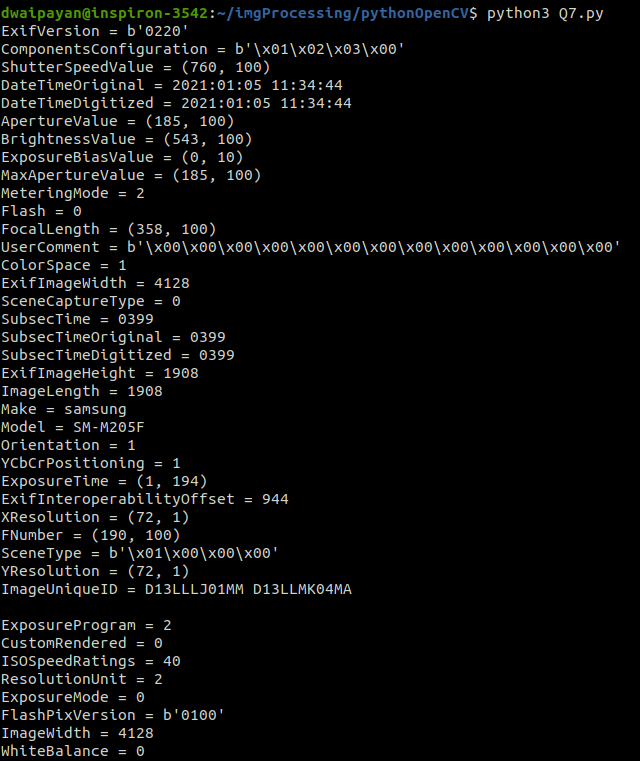 dwaipayan@inspiron-3542:~/imgProcessing/pythonOpenCV$ python3 Q7.py
ExifVersion = b'0220'
ComponentsConfiguration = b'\x01\x02\x03\x00'
ShutterSpeedValue = (760, 100)
DateTimeOriginal = 2021:01:05 11:34:44
DateTimeDigitized = 2021:01:05 11:34:44
ApertureValue = (185, 100)
BrightnessValue = (543, 100)
ExposureBiasValue = (0, 10)
MaxApertureValue = (185, 100)
MeteringMode = 2
Flash = 0
FocalLength = (358, 100)
UserComment = b'\x00\x00\x00\x00\x00\x00\x00\x00\x00\x00\x00\x00\x00'
ColorSpace = 1
ExifImageWidth = 4128
SceneCaptureType = 0
SubsecTime = 0399
SubsecTimeOriginal = 0399
SubsecTimeDigitized = 0399
ExifImageHeight = 1908
ImageLength = 1908
Make = samsung
Model = SM-M205F
Orientation = 1
YCbCrPositioning = 1
ExposureTime = (1, 194)
ExifInteroperabilityOffset = 944
XResolution = (72, 1)
FNumber = (190, 100)
SceneType = b'\x01\x00\x00\x00'
YResolution = (72, 1)
ImageUniqueID = D13LLLJ01MM D13LLMK04MA

ExposureProgram = 2
CustomRendered = 0
ISOSpeedRatings = 40
ResolutionUnit = 2
ExposureMode = 0
FlashPixVersion = b'0100'
ImageWidth = 4128
WhiteBalance = 0